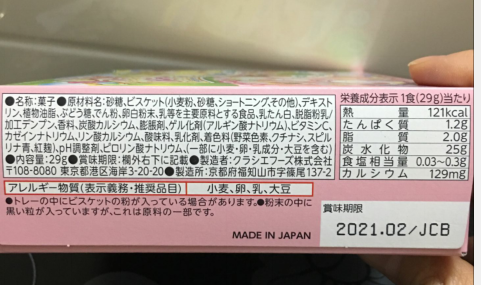 ●名称:菓子●原材料名:砂糖、ビスケット(小麦粉、砂糖、ショートニング、その他)、デキスト
リン、植物油脂、ぶどう糖、でん粉、卵白粉末、乳等を主要原料とする食品、乳たん白、脱脂粉乳/
加工デンプン、香料、炭酸カルシウム、膨脹剤、ゲル化剤(アルギン酸ナトリウム)、ビタミンC、
カゼインナトリウム、リン酸カルシウム、酸味料、乳化剤、着色料(野菜色素、クチナシ、スピル
リナ青、紅麹)、pH調整剤、ピロリン酸ナトリウム、(一部に小麦・卵・乳成分・大豆を含む)
●内容量:29g●賞味期限:欄外右下に記載●製造者:クラシエフーズ株式会社
〒108-8080 東京都港区海岸3-20-20●製造所:京都府福知山市字篠尾137-2
アレルギー物質(表示義務・推奨品目) 小麦、卵、乳、大豆
●トレーの中にビスケットの粉が入っている場合があります。●粉末の中に
黒い粒が入っていますが、これは原料の一部です。
MADE IN JAPAN
栄養成分表示 1食(29g)当たり
熱量 121kcal
たんぱく質 1.2g
脂質 2.0g
炭水化物 25g
食塩相当量 0.03~0.3g
カルシウム 129mg
賞味期限
2021.02/JCB